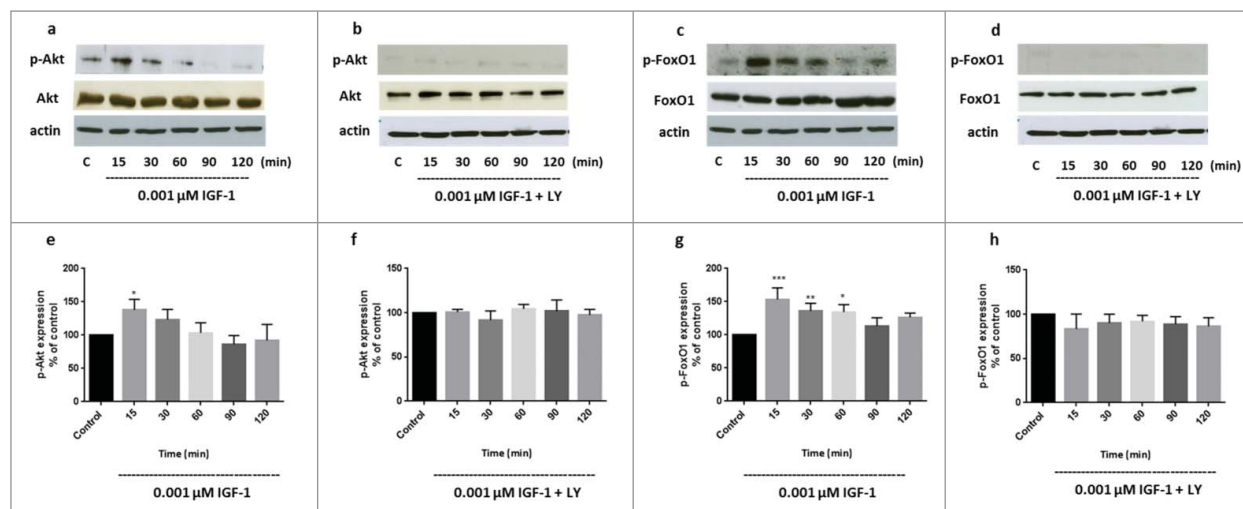 a
p-Akt
Akt
actin
C 15 30 60 90 120 (min)
0.001 µM IGF-1
b
p-Akt
Akt
actin
C 15 30 60 90 120 (min)
0.001 µM IGF-1 + LY
c
p-FoxO1
FoxO1
actin
C 15 30 60 90 120 (min)
0.001 µM IGF-1
d
p-FoxO1
FoxO1
actin
C 15 30 60 90 120 (min)
0.001 µM IGF-1 + LY
e
p-Akt expression
% of control
200
150
100
50
0
*
Control 15 30 60 90 120
Time (min)
0.001 µM IGF-1
f
p-Akt expression
% of control
150
100
50
0
Control 15 30 60 90 120
Time (min)
0.001 µM IGF-1 + LY
g
p-FoxO1 expression
% of control
200
150
100
50
0
***
**
*
Control 15 30 60 90 120
Time (min)
0.001 µM IGF-1
h
p-FoxO1 expression
% of control
150
100
50
0
Control 15 30 60 90 120
Time (min)
0.001 µM IGF-1 + LY